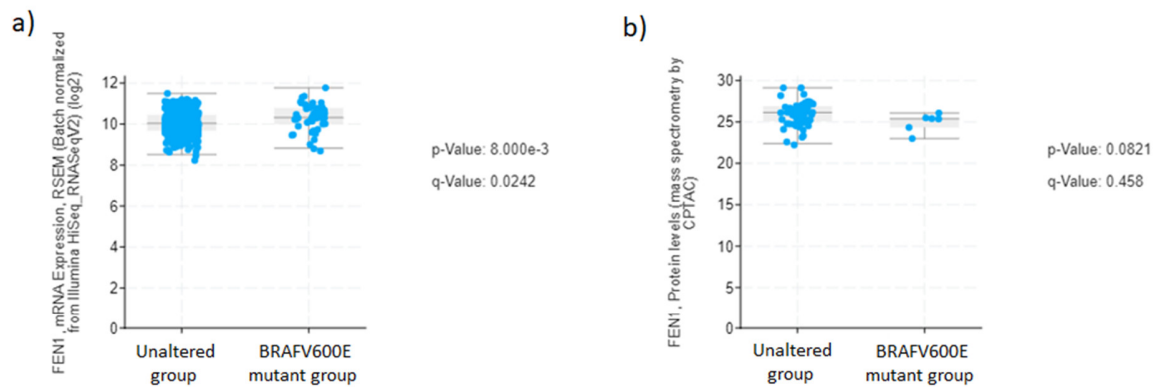 a)
FEN1, mRNA Expression, RSEM (Batch normalized
from Illumina HiSeq_RNASeqV2) (log2)
12
10
8
6
4
2
0
Unaltered
group
BRAFV600E
mutant group
p-Value: 8.000e-3
q-Value: 0.0242
b)
FEN1, Protein levels (mass spectrometry by
CPTAC)
30
25
20
15
10
5
0
Unaltered
group
BRAFV600E
mutant group
p-Value: 0.0821
q-Value: 0.458